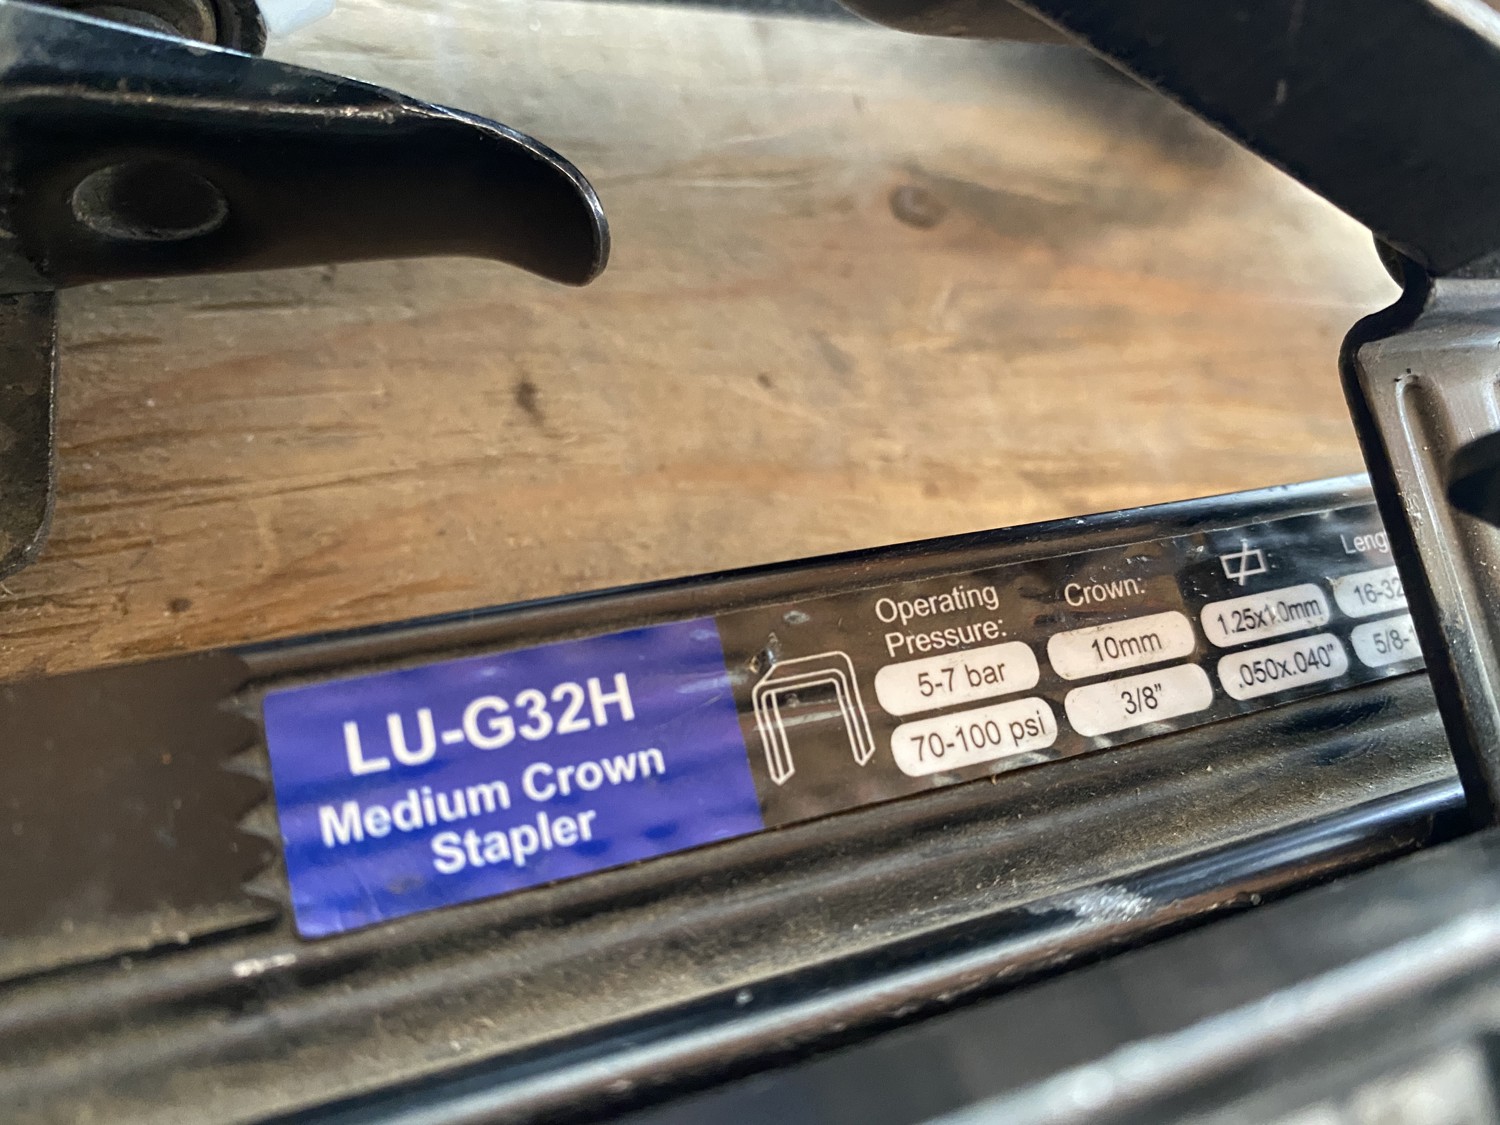 LU-G32H
Medium Crown
Stapler
Operating
Pressure:
5-7 bar
70-100 psi
Crown:
10mm
3/8"
1.25x1.0mm
.050x.040"